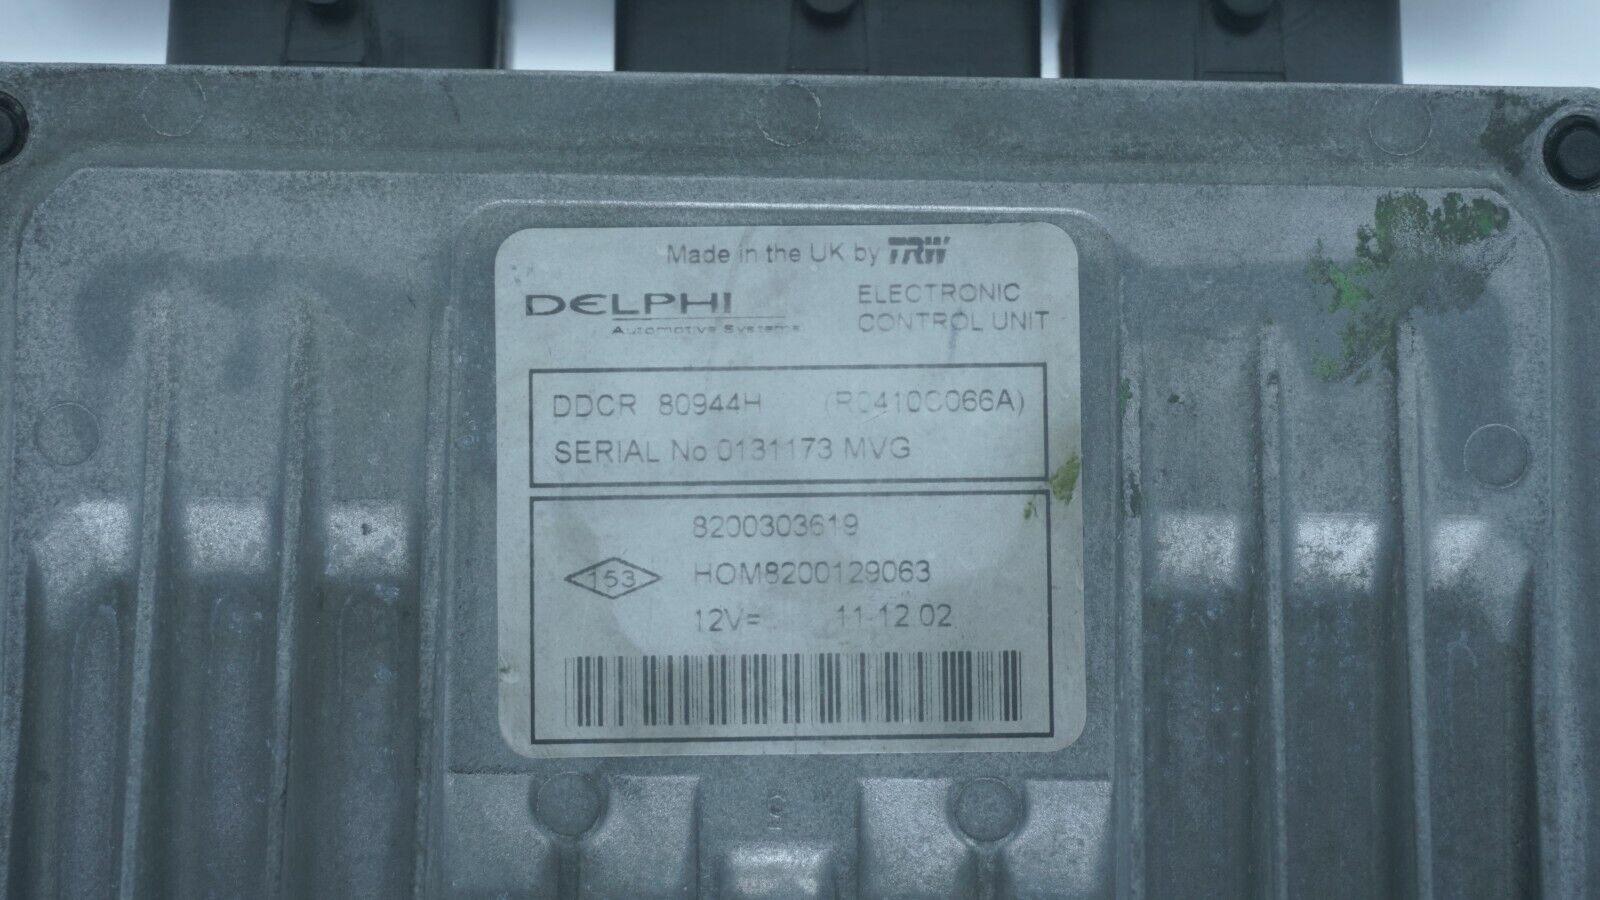 Made in the UK by TRW
DELPHI
Automotive Systems
ELECTRONIC
CONTROL UNIT
DDCR 80944H (R0410C066A)
SERIAL No 0131173 MVG
8200303619
153 HOM8200129063
12V= 11-12.02